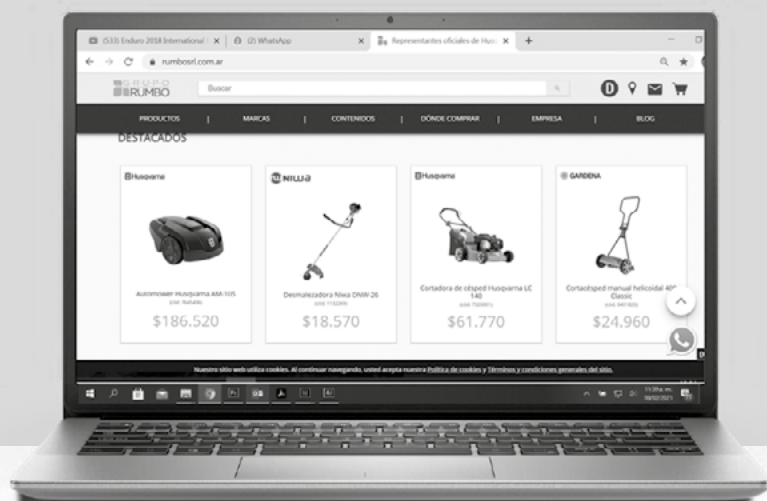 (533) Enduro 2018 International
(2) WhatsApp
Representantes oficiales de Hus
rumbosrl.com.ar
GRUPO
RUMBO
Buscar
D
PRODUCTOS | MARCAS | CONTENIDOS | DÓNDE COMPRAR | EMPRESA | BLOG
DESTACADOS
Husqvarna
Automower Husqvarna AM-105
$186.520
NIWA
Desmalezadora Niwa DNW-26
$18.570
Husqvarna
Cortadora de césped Husqvarna LC
140
$61.770
GARDENA
Cortacésped manual helicoidal 400
Classic
$24.960
Nuestro sitio web utiliza cookies. Al continuar navegando, usted acepta nuestra Política de cookies y Términos y condiciones generales del sitio.